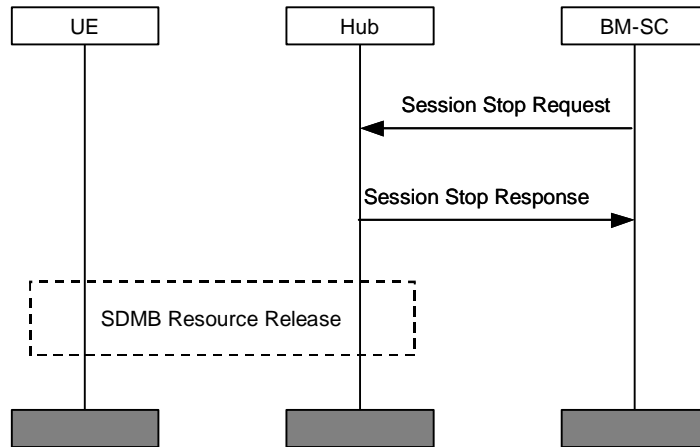 UE
Hub
BM-SC
Session Stop Request
Session Stop Response
SDMB Resource Release